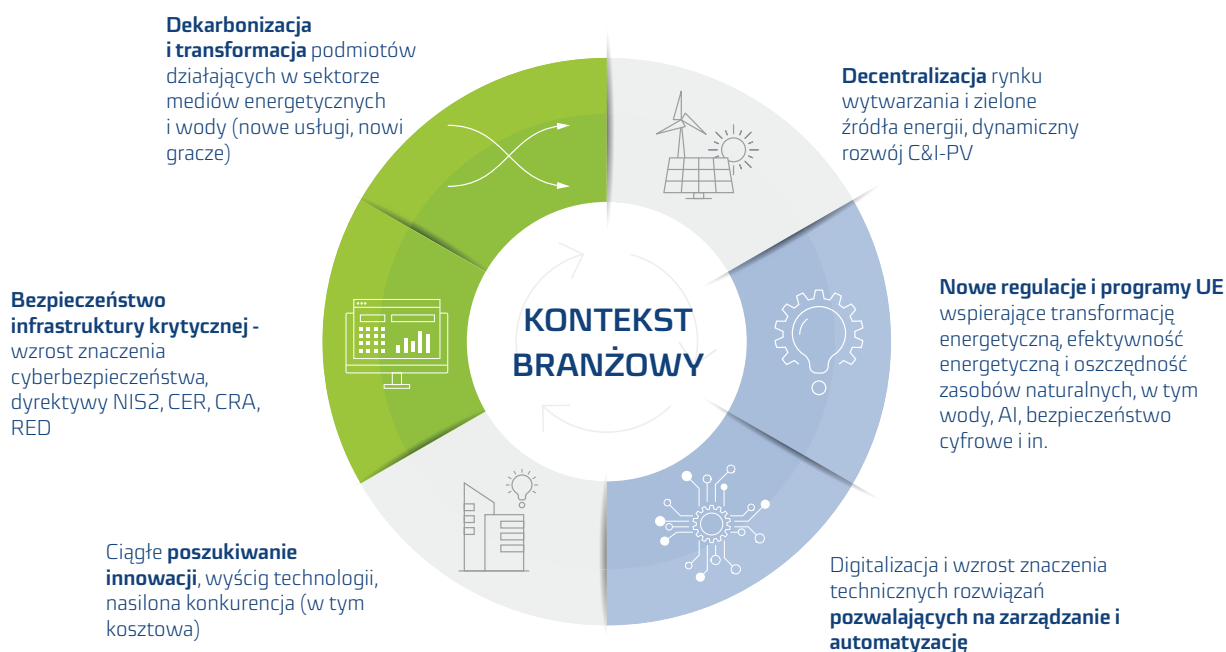 Dekarbonizacja
i transformacja podmiotów
działających w sektorze
mediów energetycznych
i wody (nowe usługi, nowi
gracze)
Decentralizacja rynku
wytwarzania i zielone
źródła energii, dynamiczny
rozwój C&I-PV
Bezpieczeństwo
infrastruktury krytycznej -
wzrost znaczenia
cyberbezpieczeństwa,
dyrektywy NIS2, CER, CRA,
RED
KONTEKST
BRANŻOWY
Nowe regulacje i programy UE
wspierające transformację
energetyczną, efektywność
energetyczną i oszczędność
zasobów naturalnych, w tym
wody, AI, bezpieczeństwo
cyfrowe i in.
Ciągłe poszukiwanie
innowacji, wyścig technologii,
nasilona konkurencja (w tym
kosztowa)
Digitalizacja i wzrost znaczenia
technicznych rozwiązań
pozwalających na zarządzanie i
automatyzację